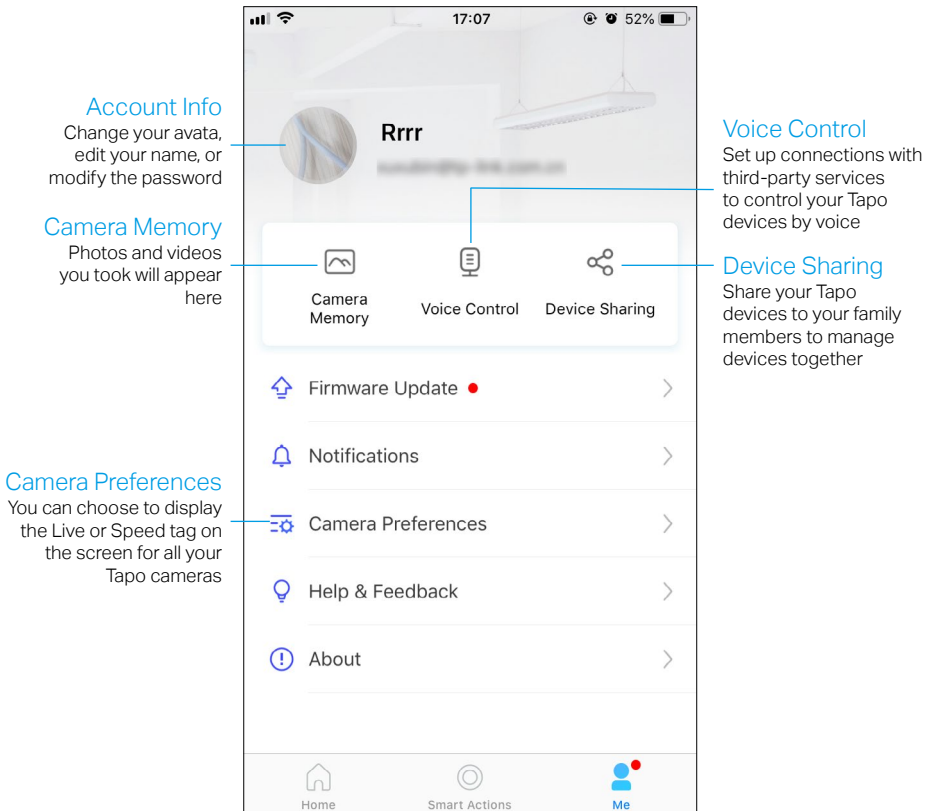 17:07
52%
Account Info
Change your avata,
edit your name, or
modify the password
Rrrr
Voice Control
Set up connections with
third-party services
to control your Tapo
devices by voice
Camera Memory
Photos and videos
you took will appear
here
Camera
Memory
Voice Control
Device Sharing
Device Sharing
Share your Tapo
devices to your family
members to manage
devices together
Firmware Update
Notifications
Camera Preferences
You can choose to display
the Live or Speed tag on
the screen for all your
Tapo cameras
Camera Preferences
Help & Feedback
About
Home
Smart Actions
Me